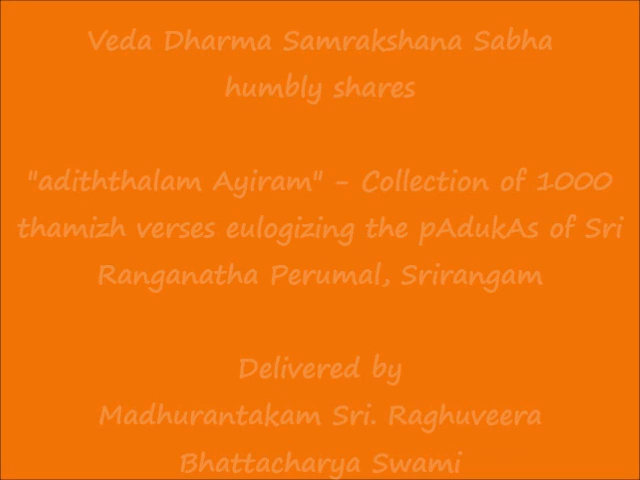 Veda Dharma Samrakshana Sabha
humbly shares
"adiththalam Ayiram" - Collection of 1000
thamizh verses eulogizing the pAdukAs of Sri
Ranganatha Perumal, Srirangam
Delivered by
Madhurantakam Sri. Raghuveera
Bhattacharya Swami